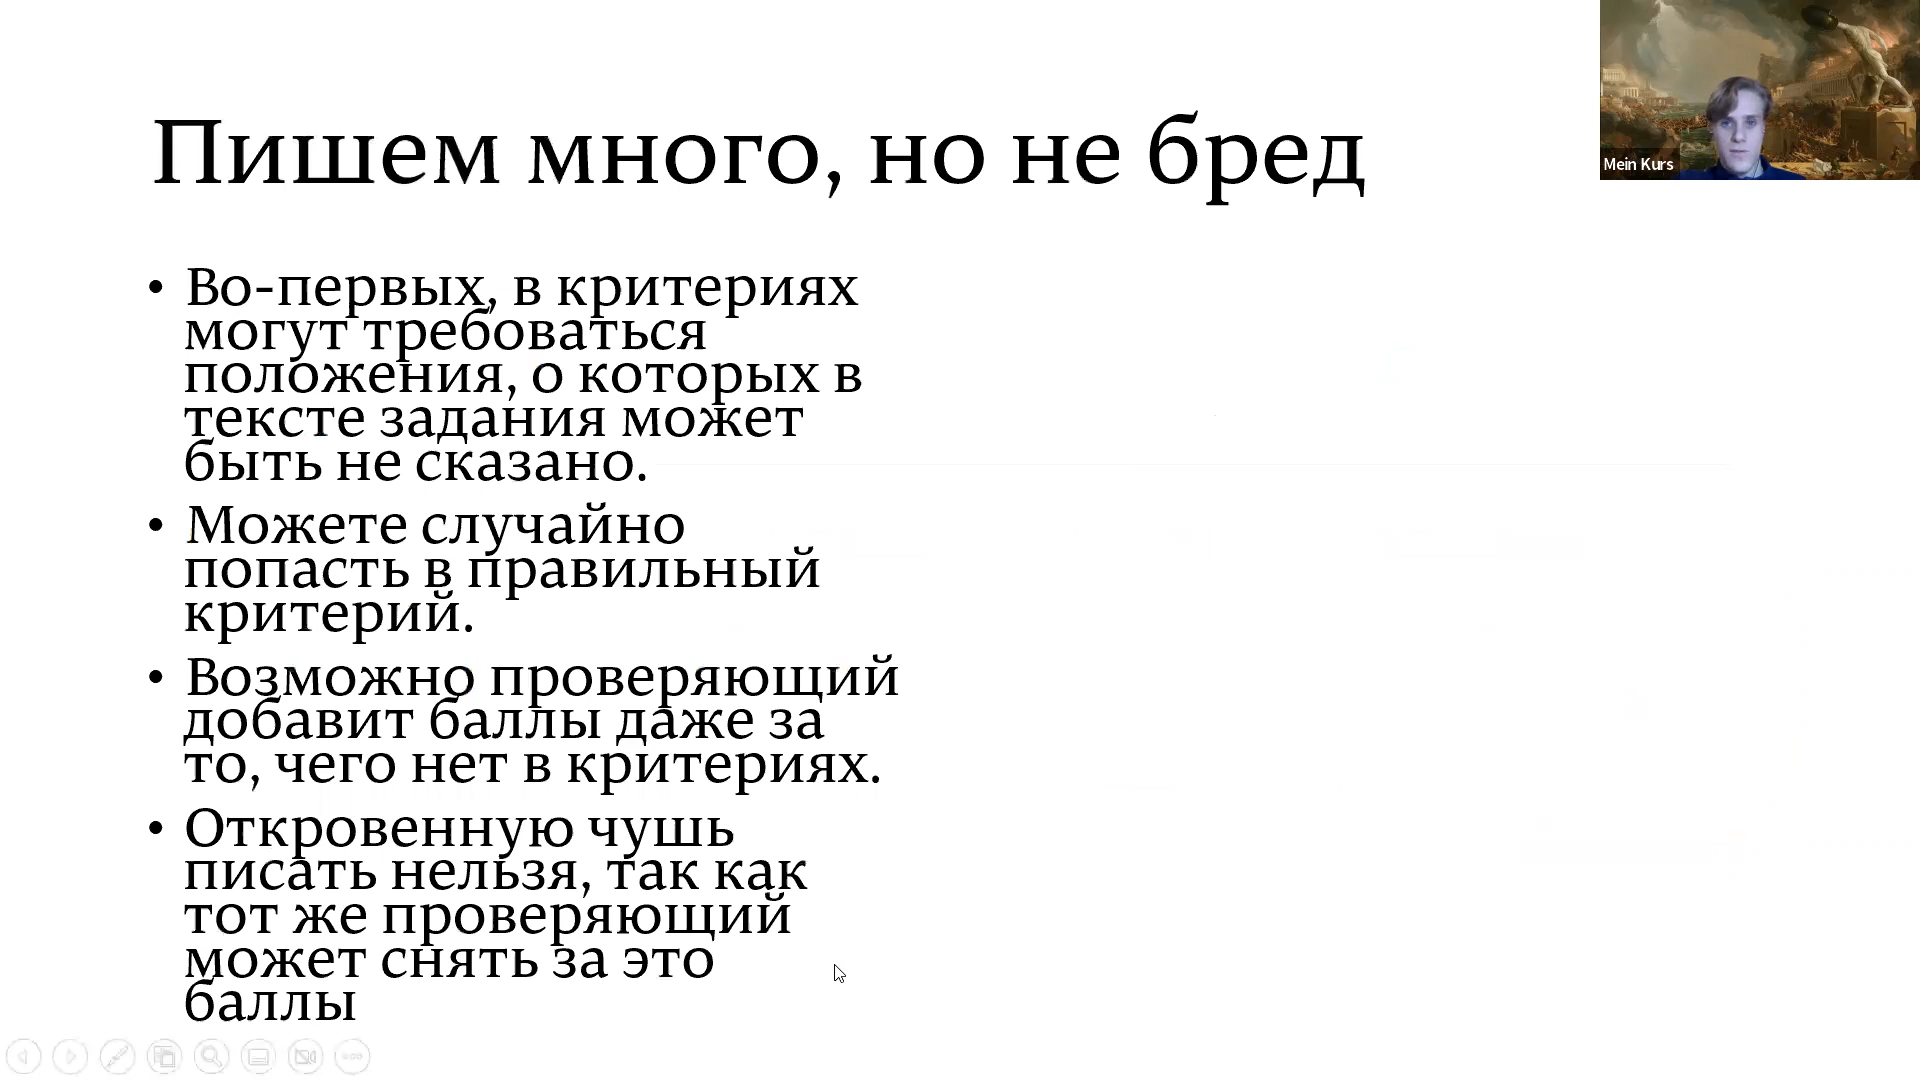 Пишем много, но не бред
Mein Kurs
• Во-первых, в критериях
могут требоваться
положения, о которых в
тексте задания может
быть не сказано.
• Можете случайно
попасть в правильный
критерий.
• Возможно проверяющий
добавит баллы даже за
то, чего нет в критериях.
• Откровенную чушь
писать нельзя, так как
тот же проверяющий
может снять за это
баллы